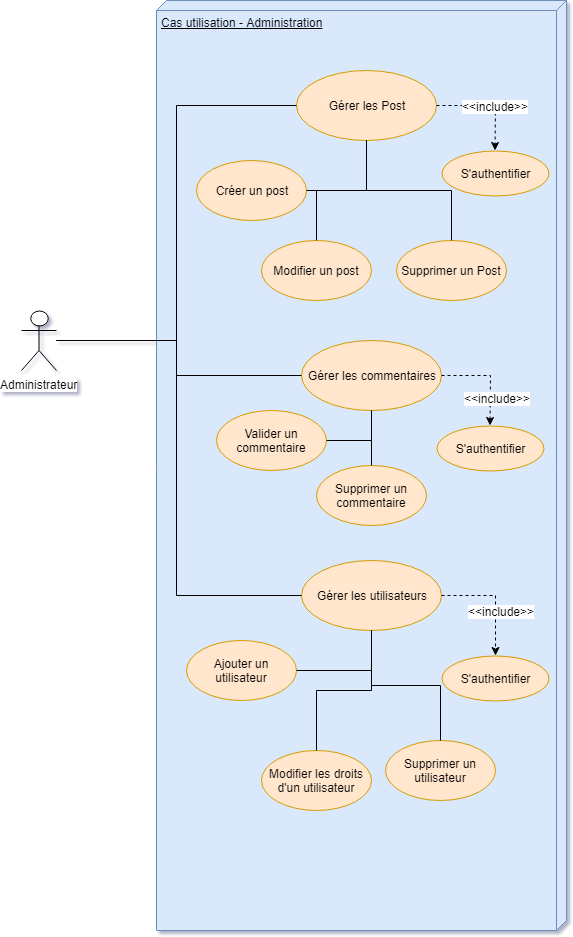 Cas utilisation - Administration
Gérer les Post
<<include>>
S'authentifier
Créer un post
Modifier un post
Supprimer un Post
Administrateur
Gérer les commentaires
<<include>>
S'authentifier
Valider un
commentaire
Supprimer un
commentaire
Gérer les utilisateurs
<<include>>
S'authentifier
Ajouter un
utilisateur
Modifier les droits
d'un utilisateur
Supprimer un
utilisateur